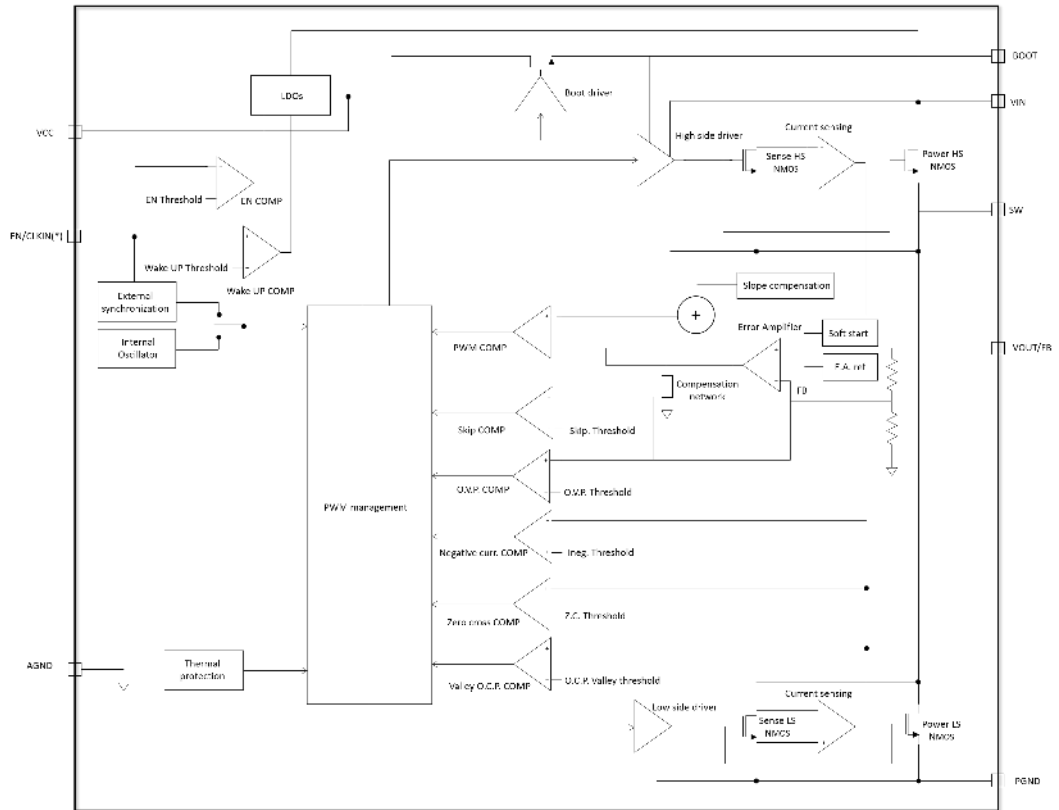 BOOT
LDOs
Boot driver
VIN
VCC
High side driver
Current sensing
Sense HS
NMOS
Power HS
NMOS
EN Threshold
EN COMP
SW
EN/CLKIN(*)
Wake UP Threshold
Wake UP COMP
External
synchronization
Slope compensation
+
Internal
Oscillator
PWM COMP
Error Amplifier
Soft start
VOUT/FB
E.A. ref
FB
Compensation
network
Skip COMP
Skip. Threshold
O.V.P. COMP
O.V.P. Threshold
PWM management
Negative curr. COMP
Ineg. Threshold
Zero cross COMP
Z.C. Threshold
AGND
Thermal
protection
Valley O.C.P. COMP
O.C.P. Valley threshold
Low side driver
Current sensing
Sense LS
NMOS
Power LS
NMOS
PGND